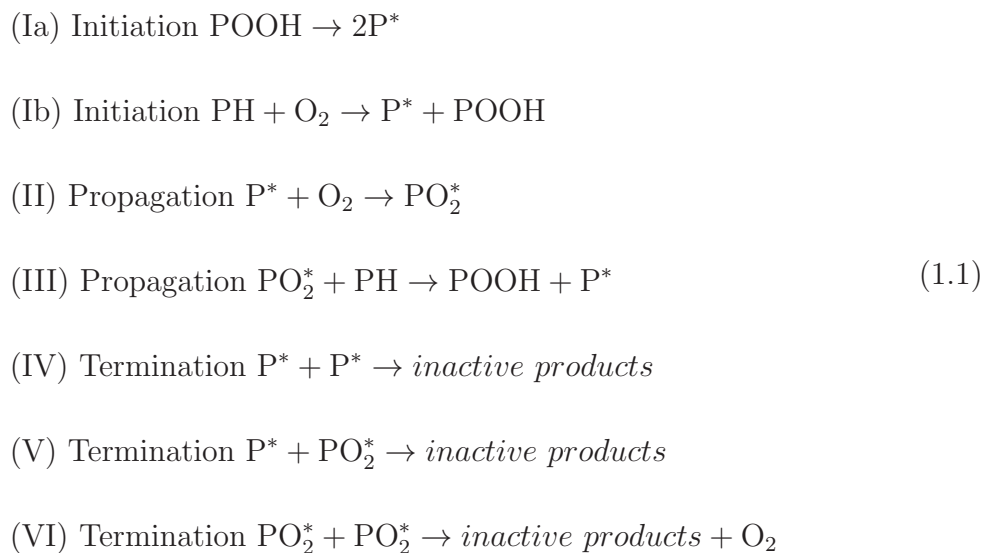 (Ia) Initiation POOH → 2P*
(Ib) Initiation PH + O₂ → P* + POOH
(II) Propagation P* + O₂ → PO₂*
(III) Propagation PO₂* + PH → POOH + P* (1.1)
(IV) Termination P* + P* → inactive products
(V) Termination P* + PO₂* → inactive products
(VI) Termination PO₂* + PO₂* → inactive products + O₂